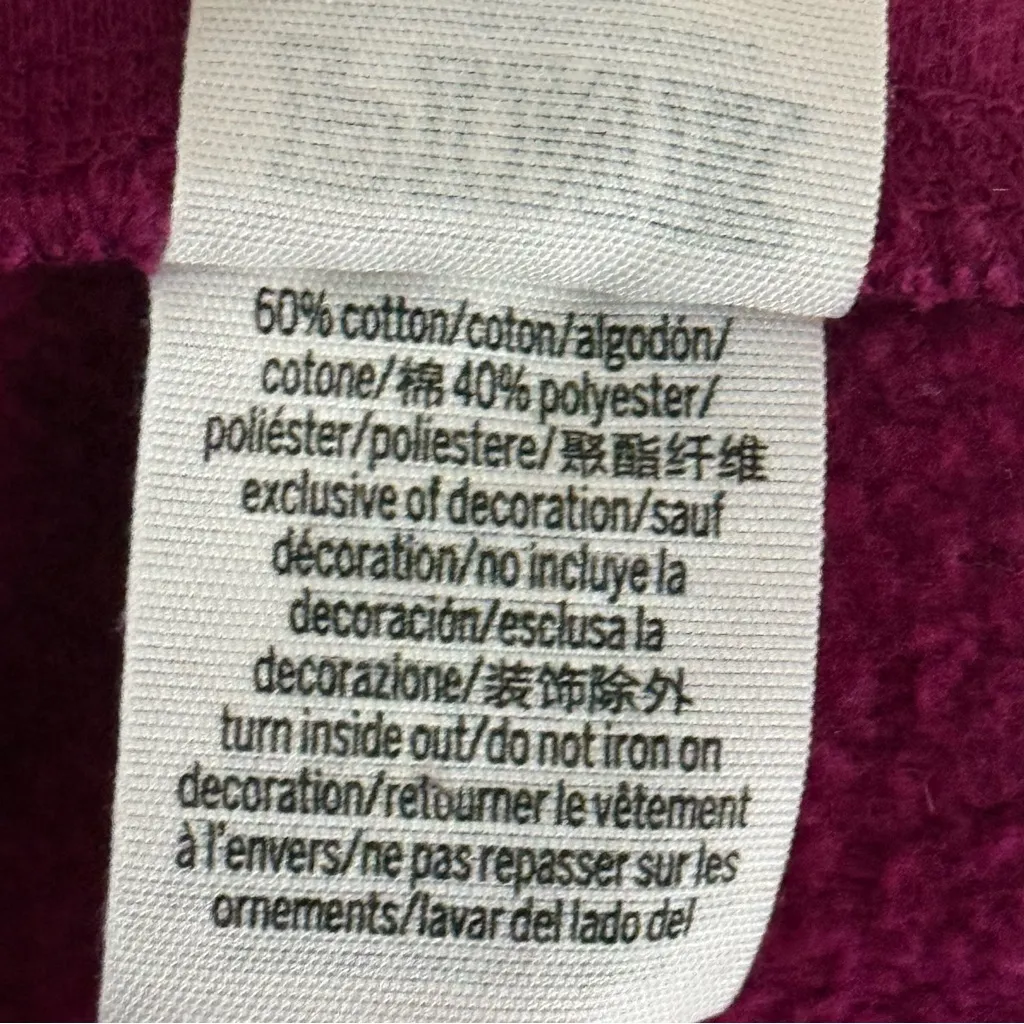 60% cotton/coton/algodón/
cotone/棉 40% polyester/
poliéster/poliestere/聚酯纤维
exclusive of decoration/sauf
décoration/no incluye la
decoración/esclusa la
decorazione/装饰除外
turn inside out/do not iron on
decoration/retourner le vêtement
à l'envers/ne pas repasser sur les
ornements/lavar del lado del